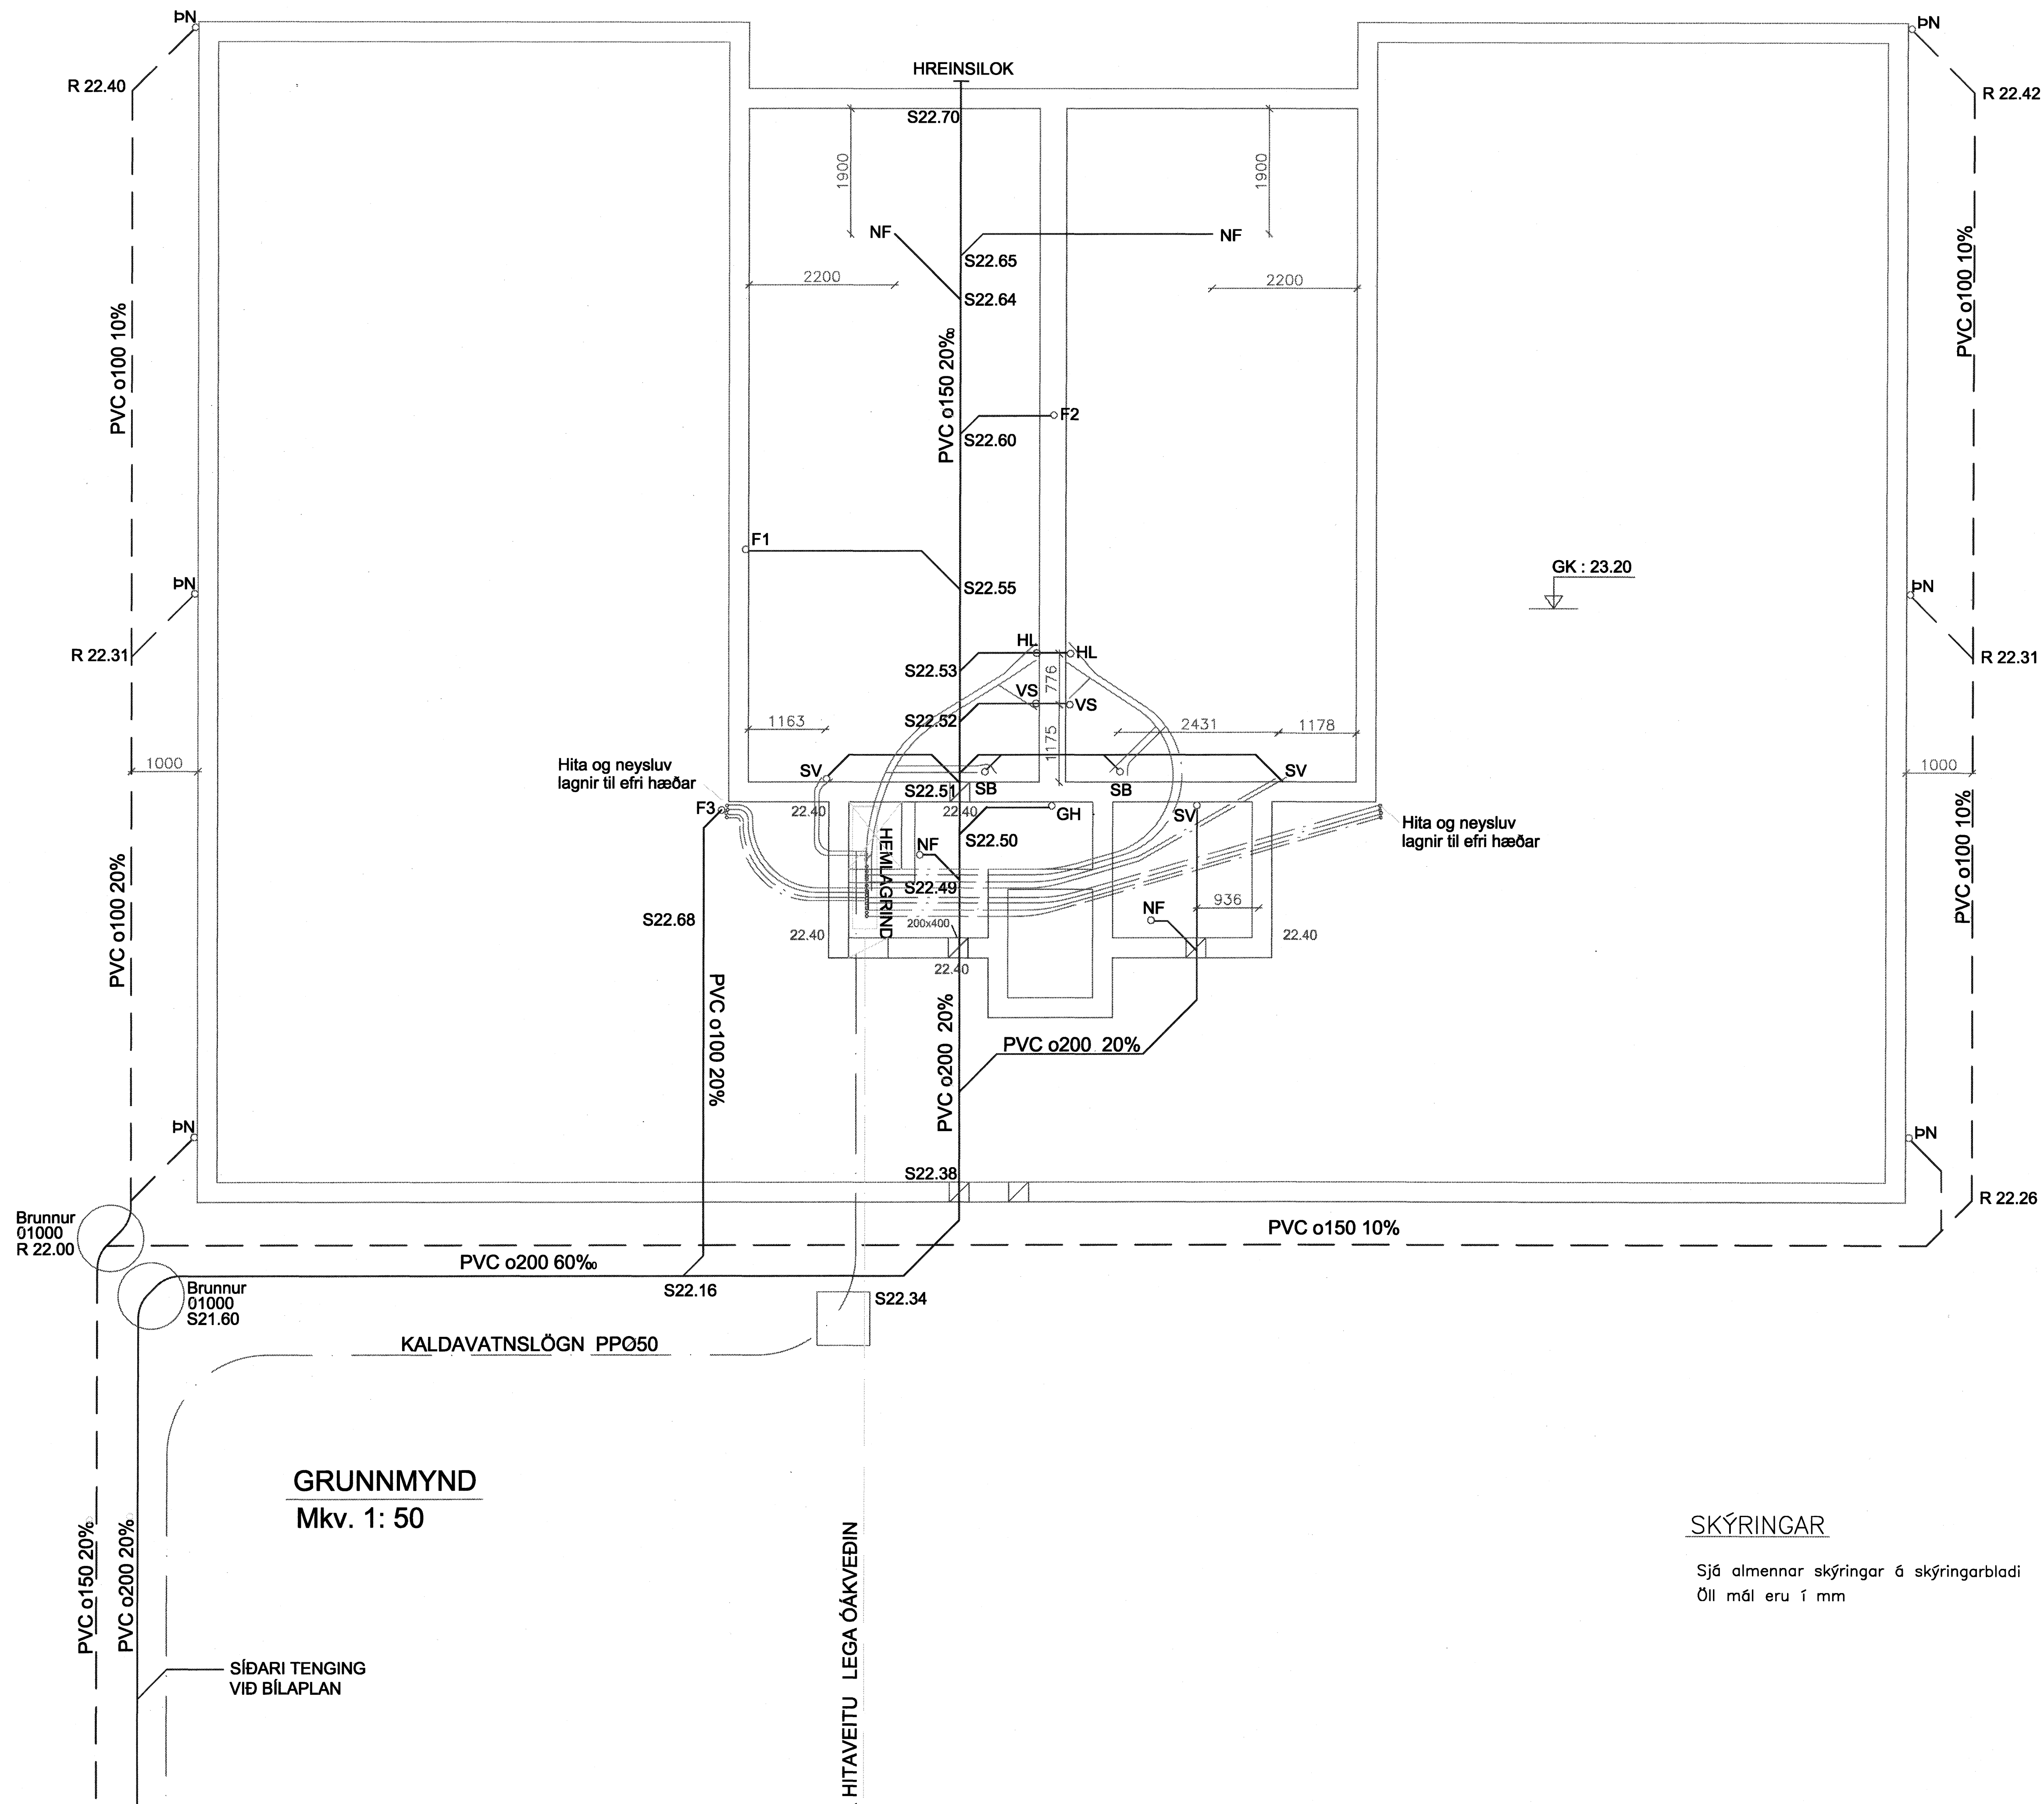 ÞN
ÞN
HREINSILOK
R 22.40
R 22.42
S22.70
1900
1900
NF
NF
S22.65
2200
2200
S22.64
PVC o100 10%
PVC o150 20‰
PVC o100 10%
F2
S22.60
F1
GK : 23.20
ÞN
S22.55
ÞN
R 22.31
HL
HL
R 22.31
S22.53
776
VS
VS
S22.52
1163
1175
2431
1178
1000
Hita og neysluv
lagnir til efri hæðar
SV
SV
1000
S22.51
SB
SB
F3
22.40
22.40
GH
SV
Hita og neysluv
lagnir til efri hæðar
S22.50
NF
HEMLAGRIND
S22.49
PVC o100 20%
PVC o100 10%
S22.68
200x400
NF
936
22.40
22.40
22.40
PVC o100 20%
PVC o200 20%
PVC o200 20%
ÞN
ÞN
S22.38
R 22.26
Brunnur
01000
R 22.00
PVC o150 10%
PVC o200 60‰
S22.16
Brunnur
01000
S21.60
S22.34
KALDAVATNSLÖGN PPØ50
GRUNNMYND
Mkv. 1: 50
PVC o150 20%
PVC o200 20%
HITAVEITU LEGA ÓÁKVEÐIN
SKÝRINGAR
Sjá almennar skýringar á skýringarbladi
Öll mál eru í mm
SÍÐARI TENGING
VIÐ BÍLAPLAN